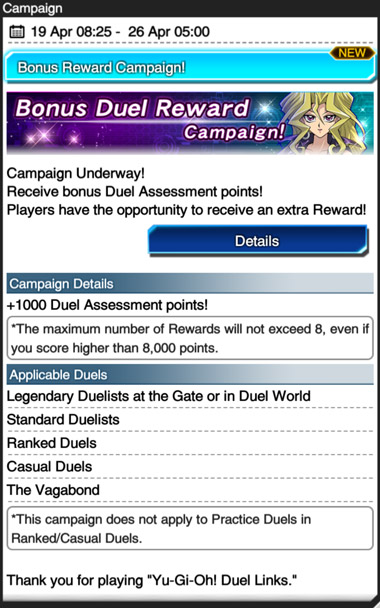 Campaign
19 Apr 08:25 - 26 Apr 05:00
NEW
Bonus Reward Campaign!
Bonus Duel Reward
Campaign!
Campaign Underway!
Receive bonus Duel Assessment points!
Players have the opportunity to receive an extra Reward!
Details
Campaign Details
+1000 Duel Assessment points!
*The maximum number of Rewards will not exceed 8, even if
you score higher than 8,000 points.
Applicable Duels
Legendary Duelists at the Gate or in Duel World
Standard Duelists
Ranked Duels
Casual Duels
The Vagabond
*This campaign does not apply to Practice Duels in
Ranked/Casual Duels.
Thank you for playing "Yu-Gi-Oh! Duel Links."